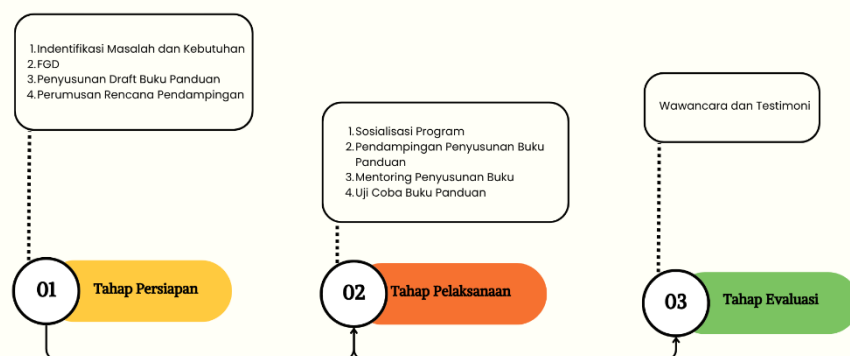 1. Indentifikasi Masalah dan Kebutuhan
2. FGD
3. Penyusunan Draft Buku Panduan
4. Perumusan Rencana Pendampingan
01
Tahap Persiapan
1. Sosialisasi Program
2. Pendampingan Penyusunan Buku
Panduan
3. Mentoring Penyusunan Buku
4. Uji Coba Buku Panduan
02
Tahap Pelaksanaan
Wawancara dan Testimoni
03
Tahap Evaluasi